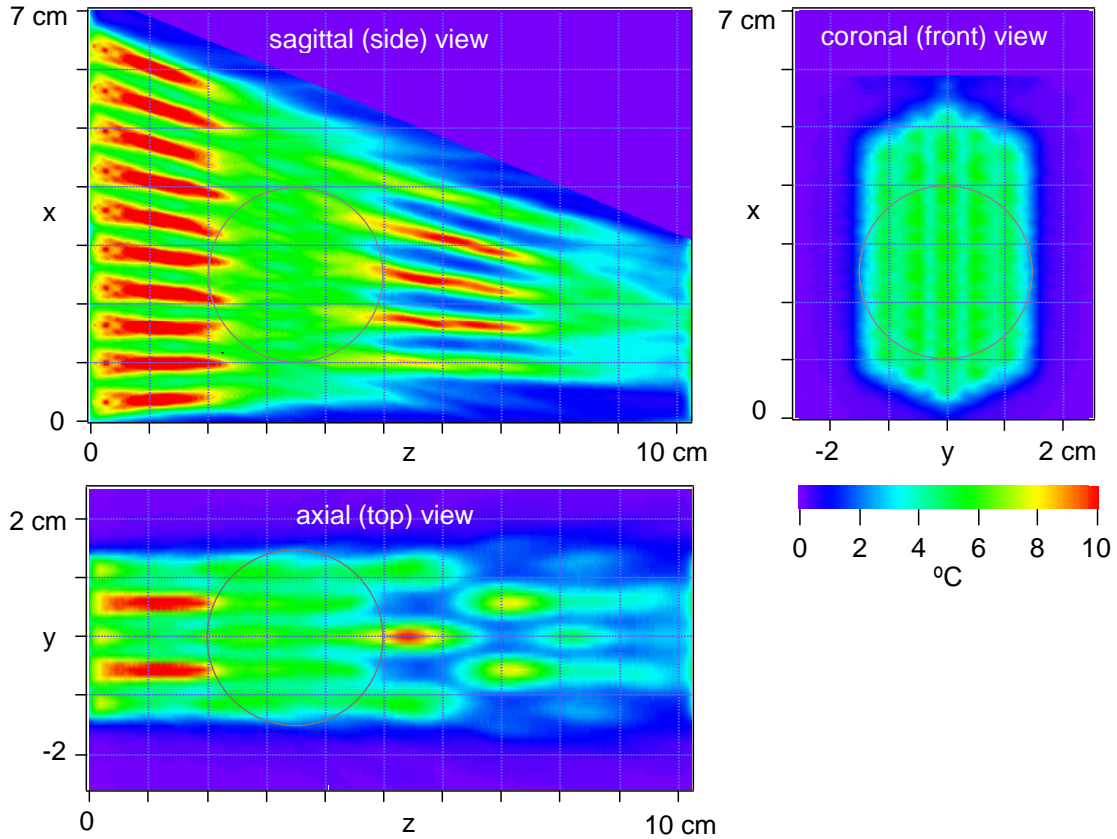 7 cm
sagittal (side) view
x
0
0
z
10 cm
7 cm
coronal (front) view
x
0
-2
y
2 cm
0 2 4 6 8 10
ºC
2 cm
axial (top) view
y
-2
0
z
10 cm